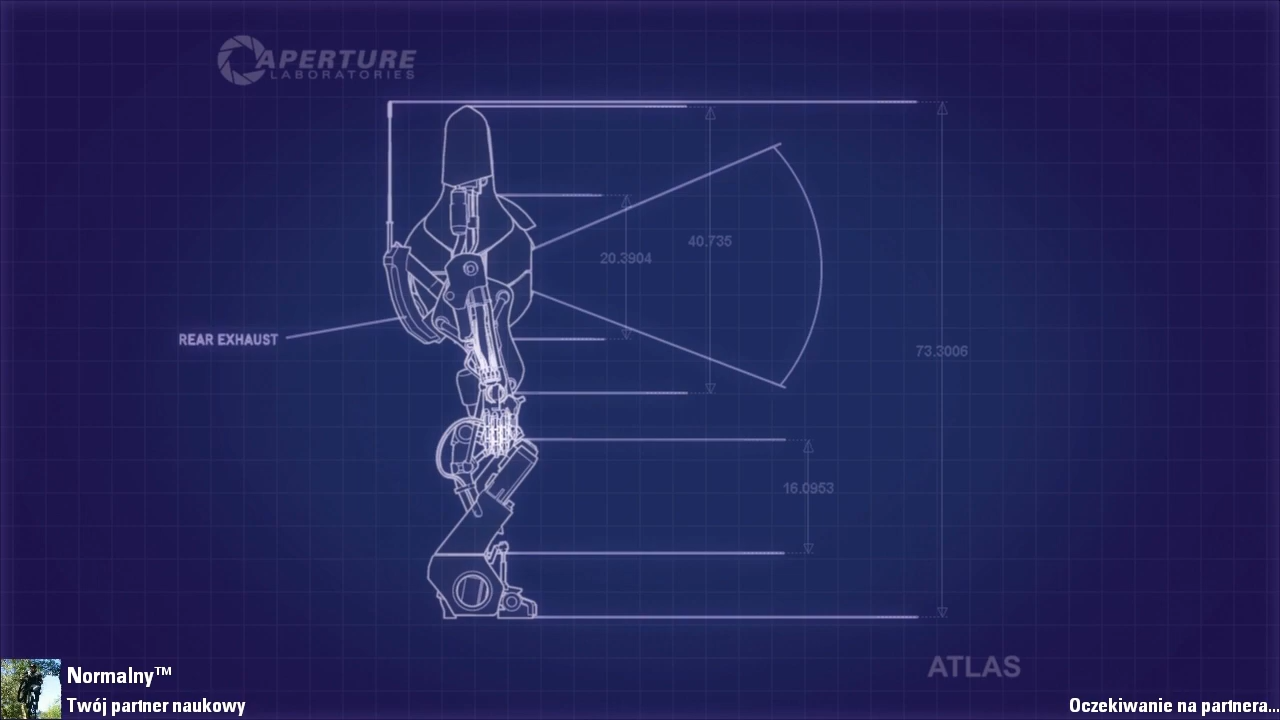 APERTURE
LABORATORIES
40.735
20.3904
REAR EXHAUST
73.3006
16.0953
ATLAS
Normalny™
Twój partner naukowy
Oczekiwanie na partnera...